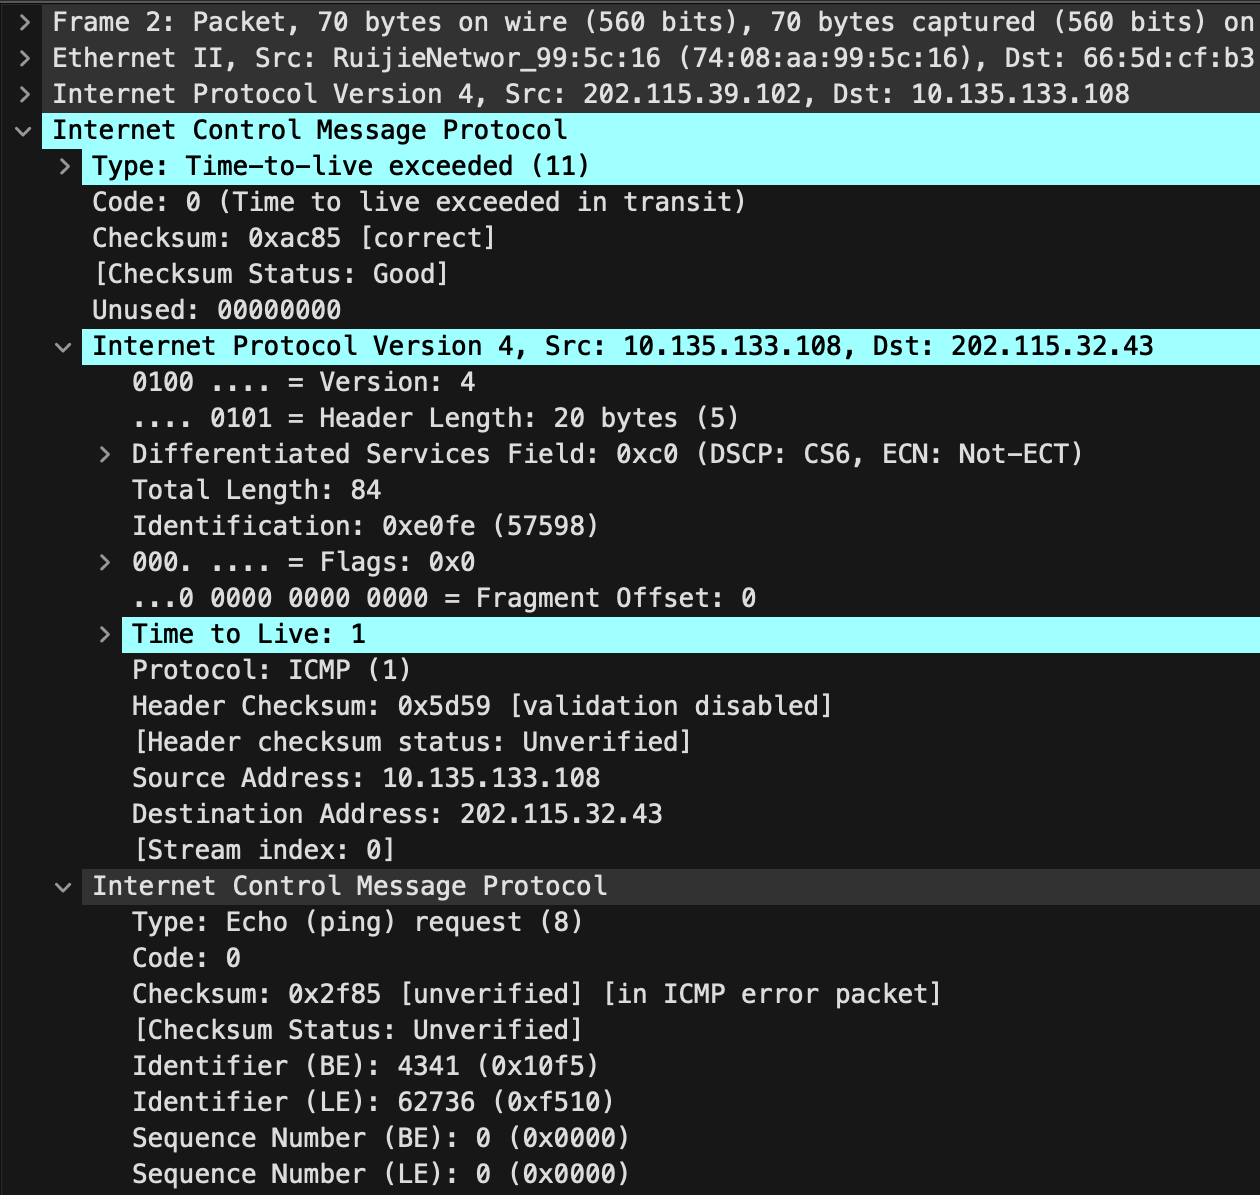 Frame 2: Packet, 70 bytes on wire (560 bits), 70 bytes captured (560 bits) on
Ethernet II, Src: RuijieNetwor_99:5c:16 (74:08:aa:99:5c:16), Dst: 66:5d:cf:b3
Internet Protocol Version 4, Src: 202.115.39.102, Dst: 10.135.133.108
Internet Control Message Protocol
Type: Time-to-live exceeded (11)
Code: 0 (Time to live exceeded in transit)
Checksum: 0xac85 [correct]
[Checksum Status: Good]
Unused: 00000000
Internet Protocol Version 4, Src: 10.135.133.108, Dst: 202.115.32.43
0100 .... = Version: 4
.... 0101 = Header Length: 20 bytes (5)
Differentiated Services Field: 0xc0 (DSCP: CS6, ECN: Not-ECT)
Total Length: 84
Identification: 0xe0fe (57598)
000. .... = Flags: 0x0
...0 0000 0000 0000 = Fragment Offset: 0
Time to Live: 1
Protocol: ICMP (1)
Header Checksum: 0x5d59 [validation disabled]
[Header checksum status: Unverified]
Source Address: 10.135.133.108
Destination Address: 202.115.32.43
[Stream index: 0]
Internet Control Message Protocol
Type: Echo (ping) request (8)
Code: 0
Checksum: 0x2f85 [unverified] [in ICMP error packet]
[Checksum Status: Unverified]
Identifier (BE): 4341 (0x10f5)
Identifier (LE): 62736 (0xf510)
Sequence Number (BE): 0 (0x0000)
Sequence Number (LE): 0 (0x0000)